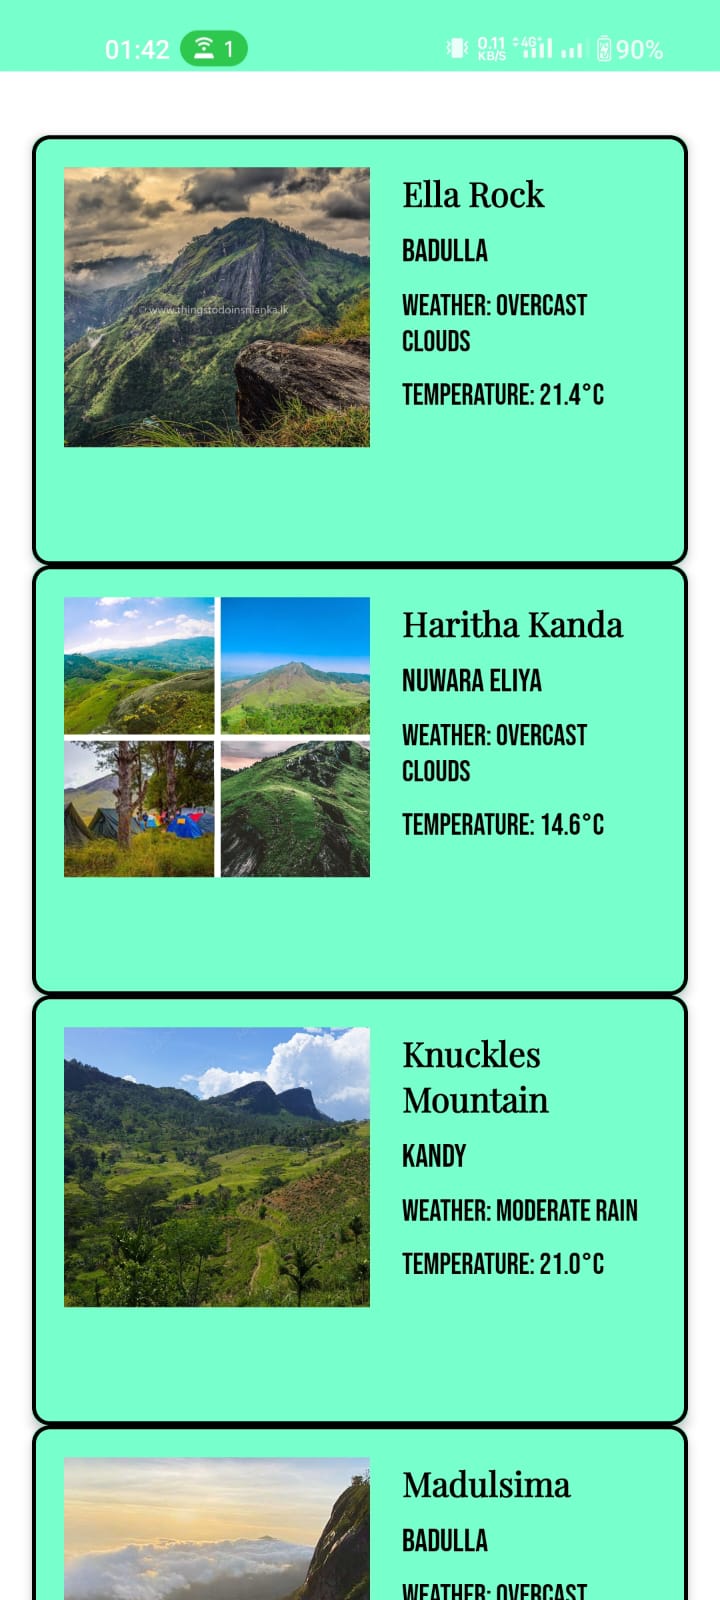 01:42
1
0.11
KB/S
4G+
90%
Ella Rock
BADULLA
WEATHER: OVERCAST
CLOUDS
TEMPERATURE: 21.4°C
© www.thingstodoinsrilanka.lk
Haritha Kanda
NUWARA ELIYA
WEATHER: OVERCAST
CLOUDS
TEMPERATURE: 14.6°C
Knuckles
Mountain
KANDY
WEATHER: MODERATE RAIN
TEMPERATURE: 21.0°C
Madulsima
BADULLA
WEATHER: OVERCAST